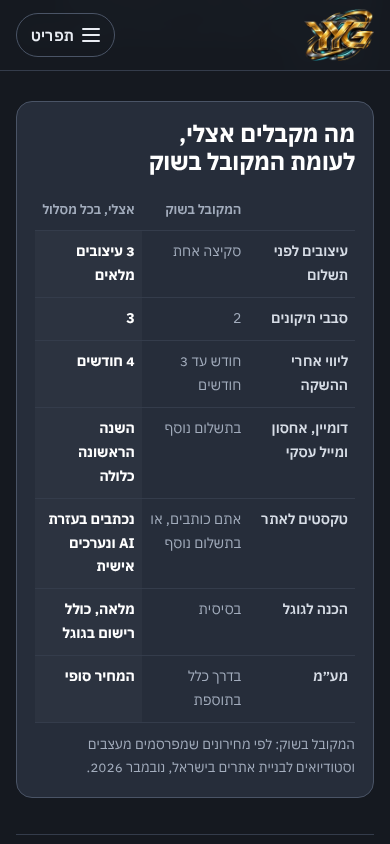 YYG
תפריט
מה מקבלים אצלי,
לעומת המקובל בשוק
המקובל בשוק
אצלי, בכל מסלול
עיצובים לפני
תשלום
סקיצה אחת
3 עיצובים
מלאים
סבבי תיקונים
2
3
ליווי אחרי
ההשקה
חודש עד 3
חודשים
4 חודשים
דומיין, אחסון
ומייל עסקי
בתשלום נוסף
השנה
הראשונה
כלולה
טקסטים לאתר
אתם כותבים, או
בתשלום נוסף
נכתבים בעזרת
AI ונערכים
אישית
הכנה לגוגל
בסיסית
מלאה, כולל
רישום בגוגל
מע״מ
בדרך כלל
בתוספת
המחיר סופי
המקובל בשוק: לפי מחירונים שמפרסמים מעצבים
וסטודיואים לבניית אתרים בישראל, נובמבר 2026.